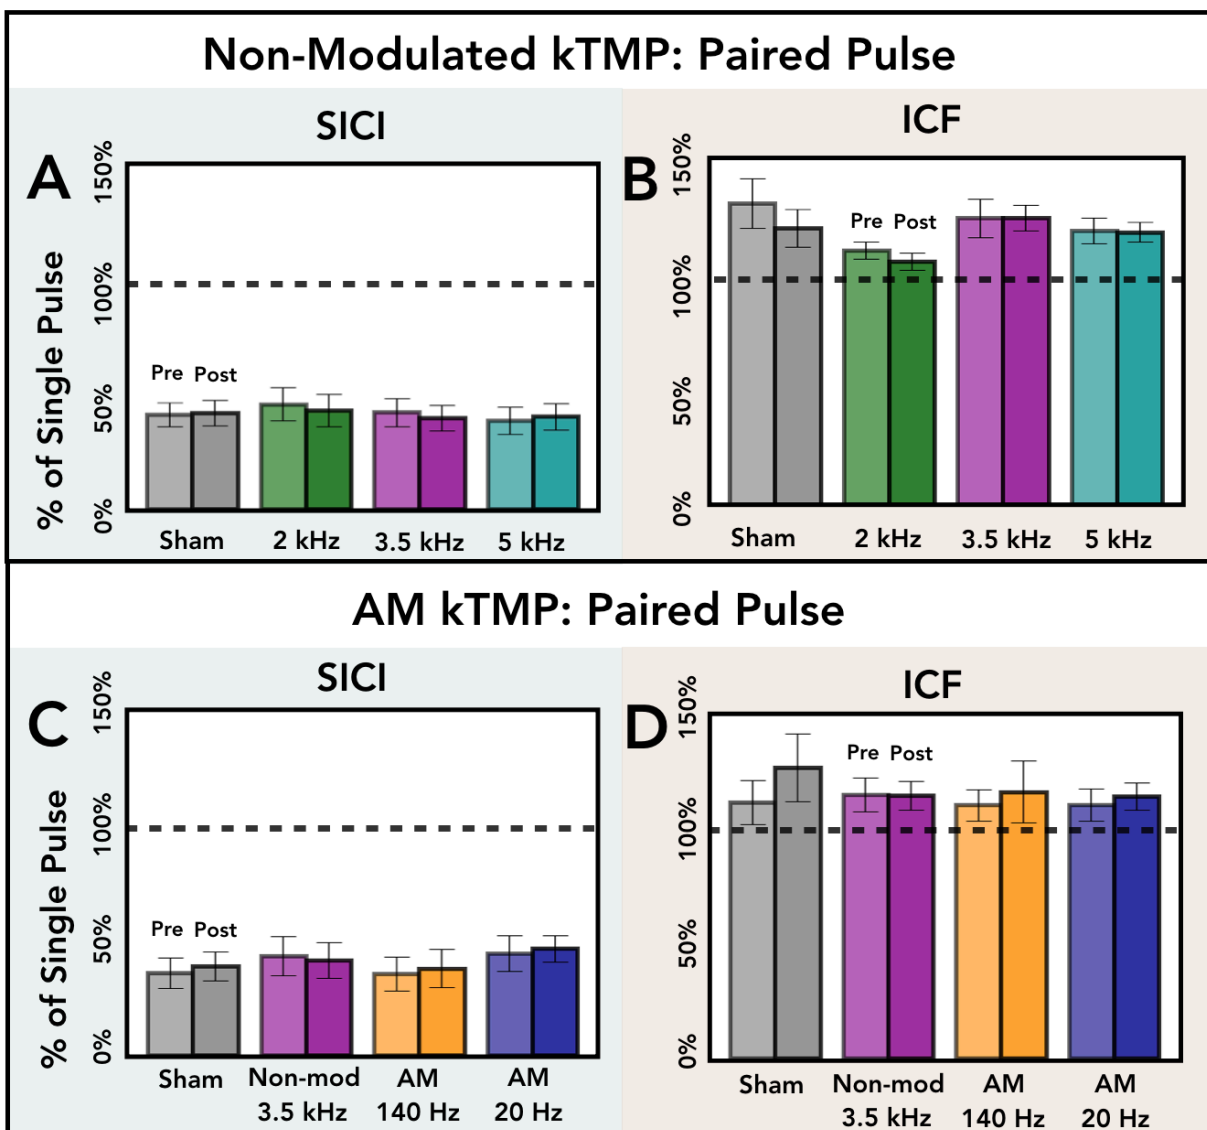 Non-Modulated kTMP: Paired Pulse
SICI
A
% of Single Pulse
150%
100%
50%
0%
Pre Post
Sham 2 kHz 3.5 kHz 5 kHz
ICF
B
150%
100%
50%
0%
Pre Post
Sham 2 kHz 3.5 kHz 5 kHz
AM kTMP: Paired Pulse
SICI
C
% of Single Pulse
150%
100%
50%
0%
Pre Post
Sham Non-mod AM AM
3.5 kHz 140 Hz 20 Hz
ICF
D
150%
100%
50%
0%
Pre Post
Sham Non-mod AM AM
3.5 kHz 140 Hz 20 Hz